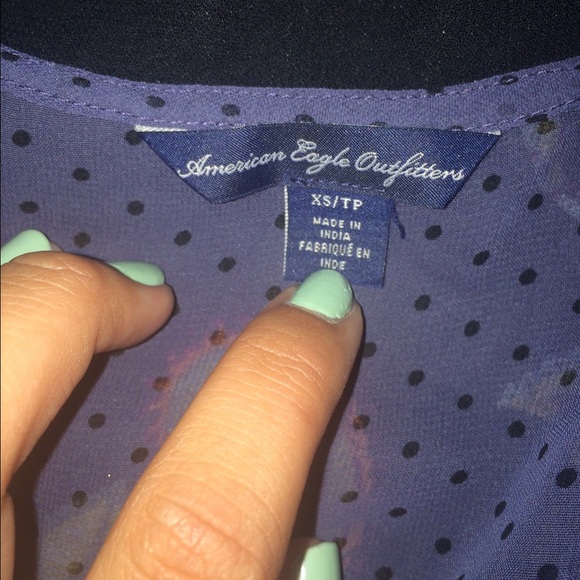 American Eagle Outfitters
XS/TP
MADE IN
INDIA
FABRIQUÉ EN
INDE